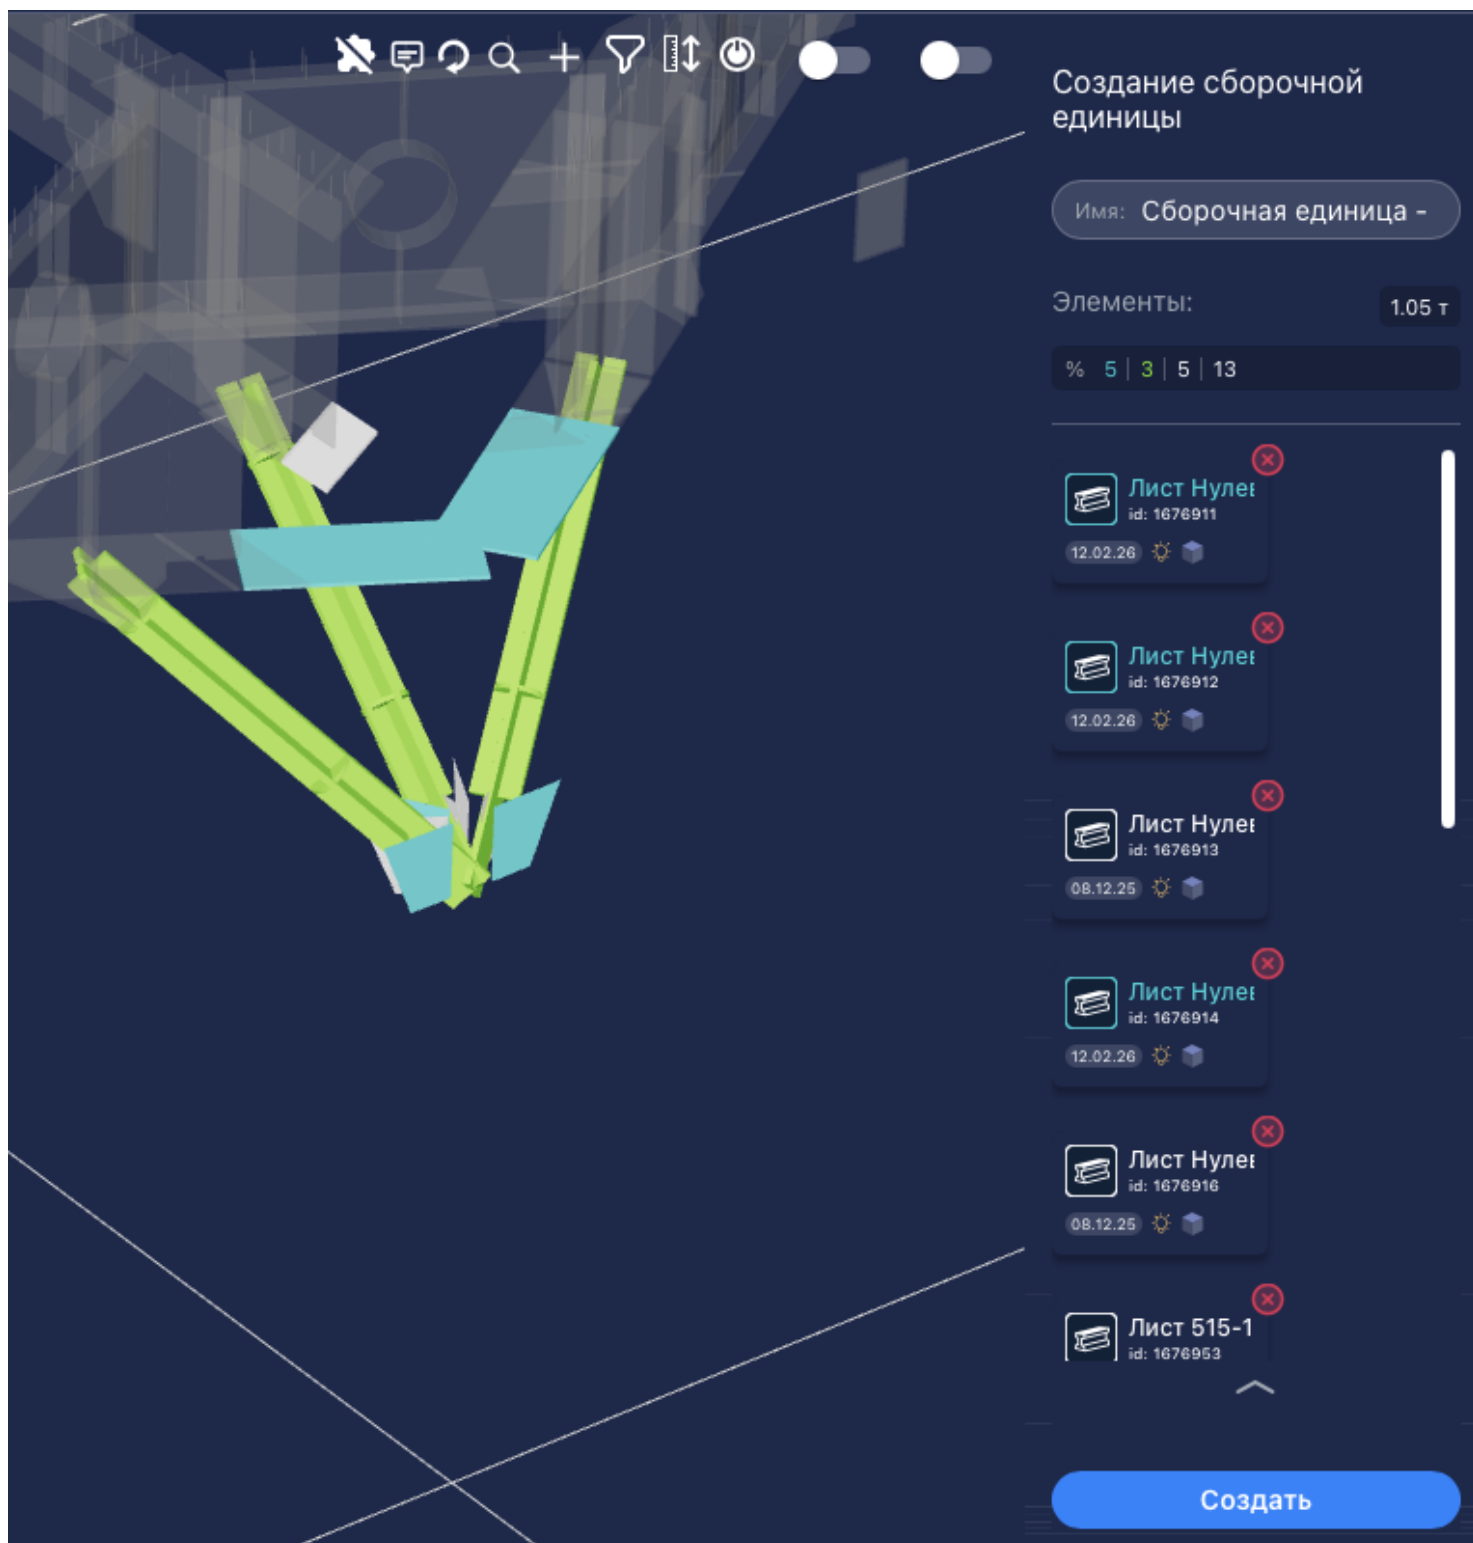 Создание сборочной
единицы
Имя: Сборочная единица -
Элементы: 1.05 т
% 5 | 3 | 5 | 13
Лист Нулев
id: 1676911
12.02.26
Лист Нулев
id: 1676912
12.02.26
Лист Нулев
id: 1676913
08.12.25
Лист Нулев
id: 1676914
12.02.26
Лист Нулев
id: 1676916
08.12.25
Лист 515-1
id: 1676953
Создать